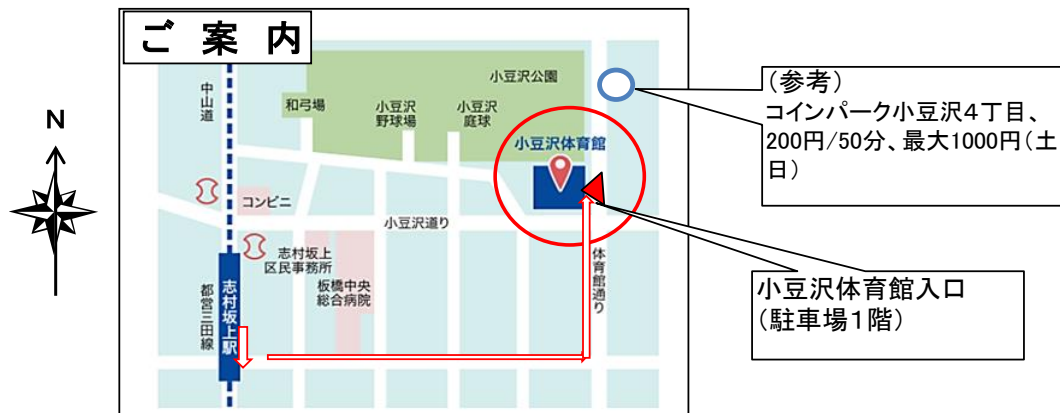 ご 案 内
N
中山道
和弓場
小豆沢
野球場
小豆沢
庭球
小豆沢公園
小豆沢体育館
コンビニ
小豆沢道り
志村坂上
区民事務所
板橋中央
総合病院
都営三田線
志村坂上駅
体育館通り
(参考)
コインパーク小豆沢4丁目、
200円/50分、最大1000円(土
日)
小豆沢体育館入口
(駐車場1階)